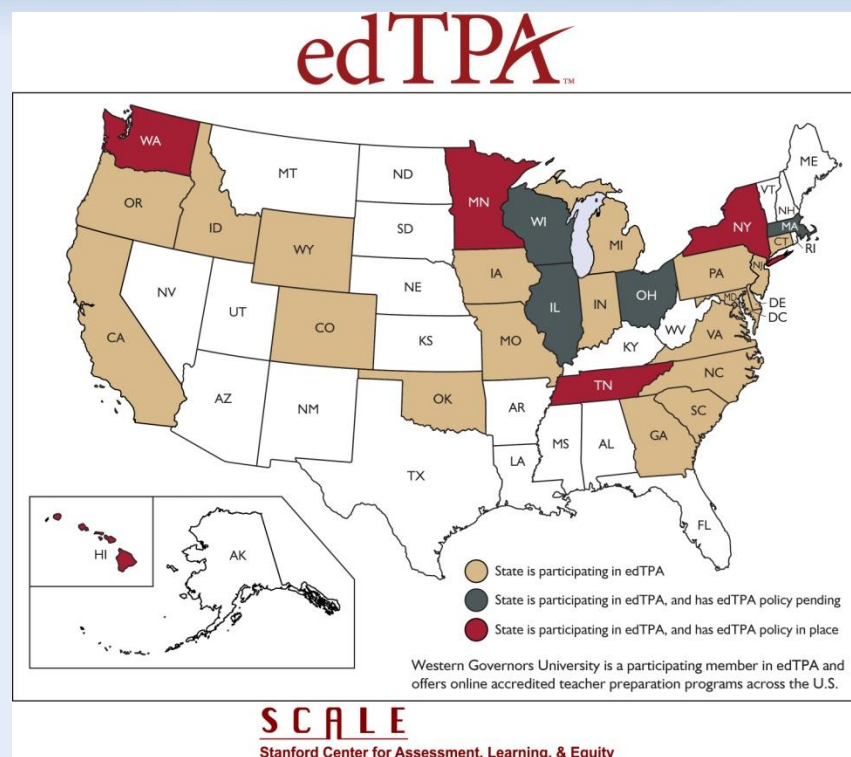 edTPA™
WA
MT
ND
MN
ME
VT
NH
OR
ID
SD
WI
NY
MA
WY
MI
CT
RI
IA
PA
NJ
NV
NE
OH
MD
DE
DC
UT
CO
IL
IN
WV
VA
CA
KS
MO
KY
NC
AZ
NM
OK
AR
TN
SC
MS
AL
GA
TX
LA
FL
HI
AK
State is participating in edTPA
State is participating in edTPA, and has edTPA policy pending
State is participating in edTPA, and has edTPA policy in place
Western Governors University is a participating member in edTPA and
offers online accredited teacher preparation programs across the U.S.
SCALE
Stanford Center for Assessment, Learning, & Equity